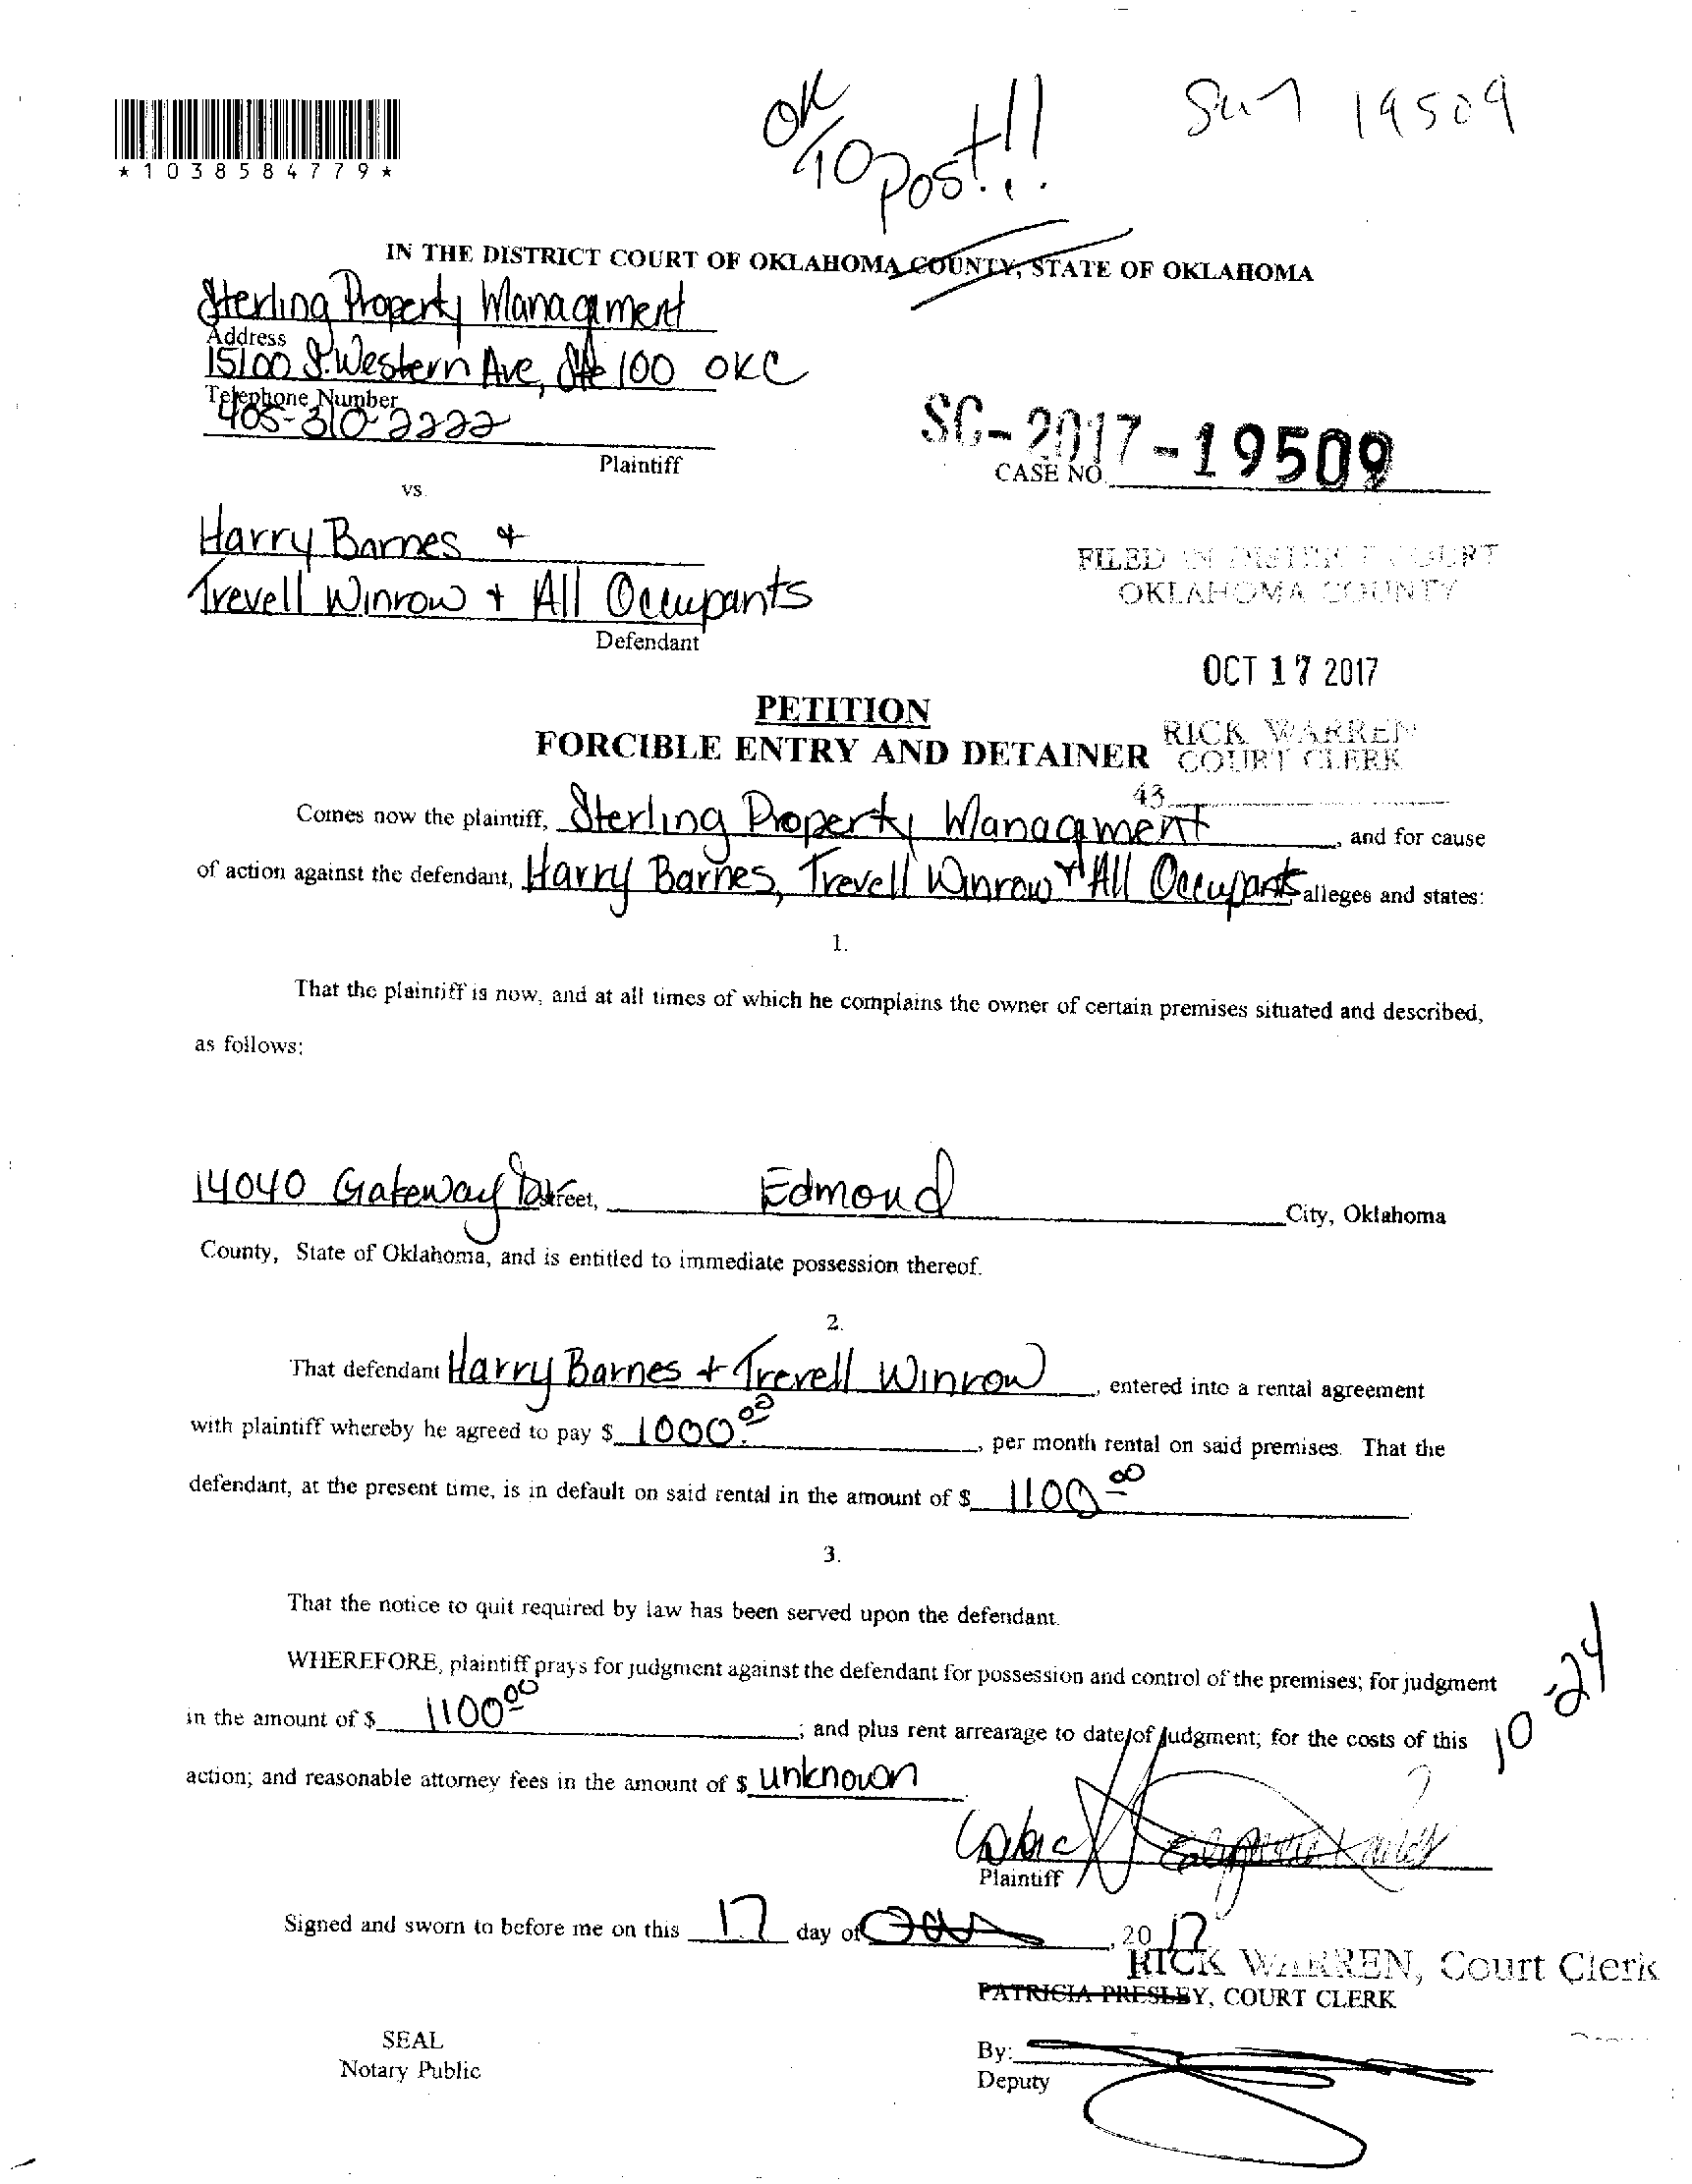 OK
TO
Post!!
19509
*1038584779*
IN THE DISTRICT COURT OF OKLAHOMA COUNTY, STATE OF OKLAHOMA
Sterling Property Management
Address
15100 S. Western Ave, Ste 100 OKC
Telephone Number
405-310-2222
Plaintiff
SC-2017-19509
CASE NO.
vs.
Harry Barnes +
Trevell Winrow + All Occupants
Defendant
FILED IN DISTRICT COURT
OKLAHOMA COUNTY
OCT 17 2017
RICK WARREN
COURT CLERK
43
PETITION
FORCIBLE ENTRY AND DETAINER
Comes now the plaintiff, Sterling Property Management, and for cause
of action against the defendant, Harry Barnes, Trevell Winrow + All Occupants alleges and states:
1.
That the plaintiff is now, and at all times of which he complains the owner of certain premises situated and described,
as follows:
14040 Gateway Street, Edmond City, Oklahoma
County, State of Oklahoma, and is entitled to immediate possession thereof.
2.
That defendant Harry Barnes + Trevell Winrow, entered into a rental agreement
with plaintiff whereby he agreed to pay $ 1000.00, per month rental on said premises. That the
defendant, at the present time, is in default on said rental in the amount of $ 1100 00
3.
That the notice to quit required by law has been served upon the defendant.
WHEREFORE, plaintiff prays for judgment against the defendant for possession and control of the premises; for judgment
in the amount of $ 1100 00; and plus rent arrearage to date of judgment; for the costs of this
action; and reasonable attorney fees in the amount of $ unknown
10-24
Plaintiff
Signed and sworn to before me on this 17 day of Oct, 20 17
RICK WARREN, Court Clerk
PATRICIA PRESLEY, COURT CLERK
SEAL
Notary Public
By:
Deputy